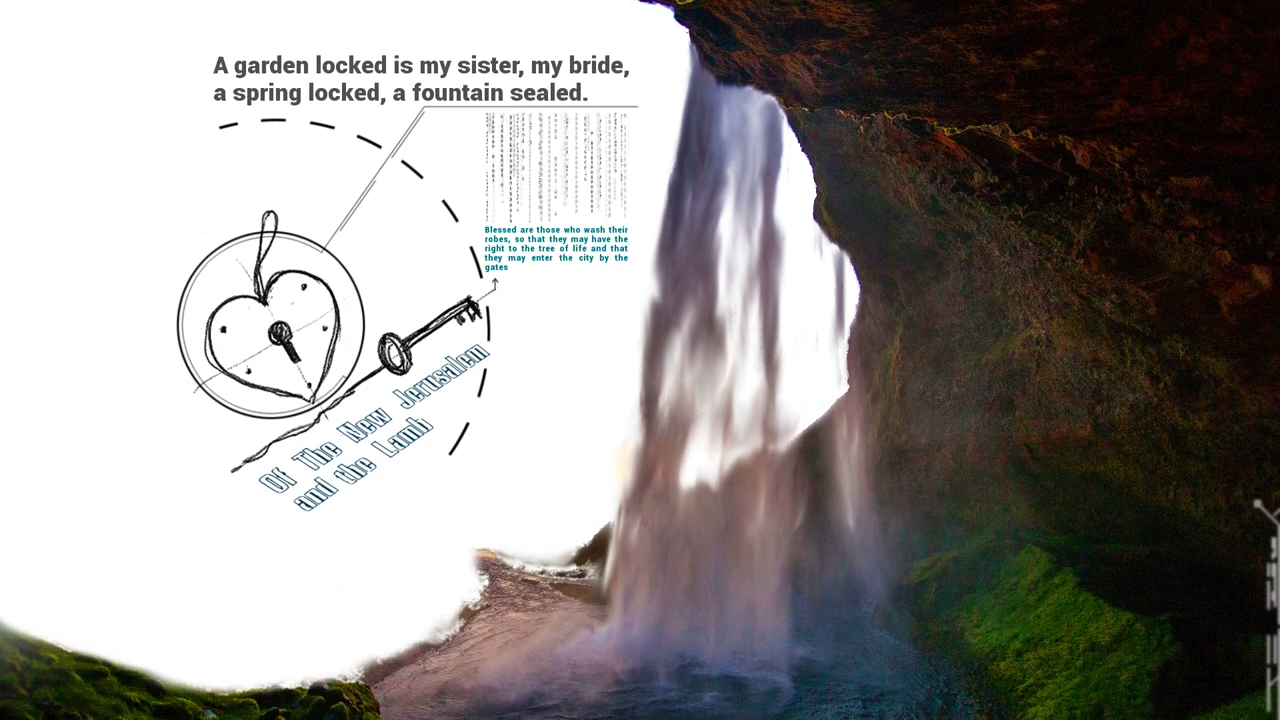 A garden locked is my sister, my bride,
a spring locked, a fountain sealed.
Blessed are those who wash their
robes, so that they may have the
right to the tree of life and that
they may enter the city by the
gates
Of The New Jerusalem
and the Lamb